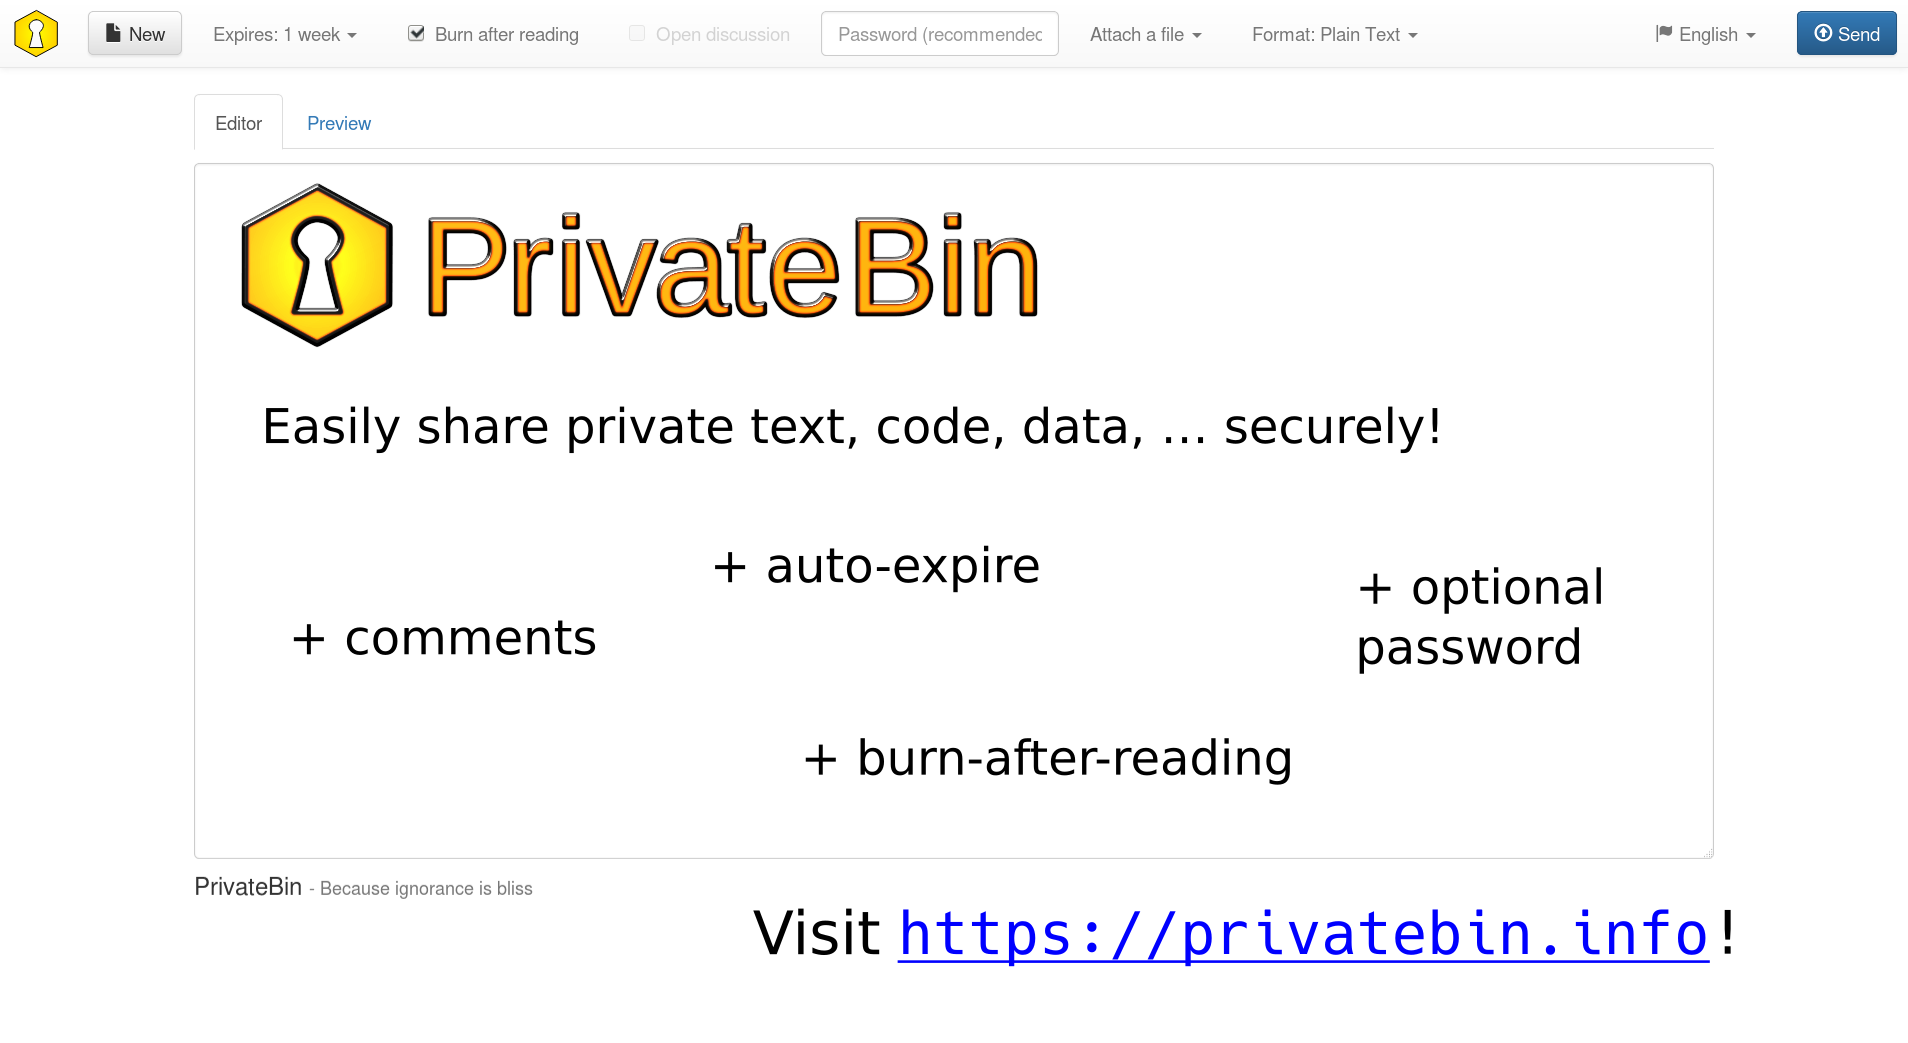 New Expires: 1 week Burn after reading Open discussion Password (recommended Attach a file Format: Plain Text English Send
Editor Preview
PrivateBin
Easily share private text, code, data, ... securely!
+ auto-expire
+ optional
password
+ comments
+ burn-after-reading
PrivateBin - Because ignorance is bliss
Visit https://privatebin.info!